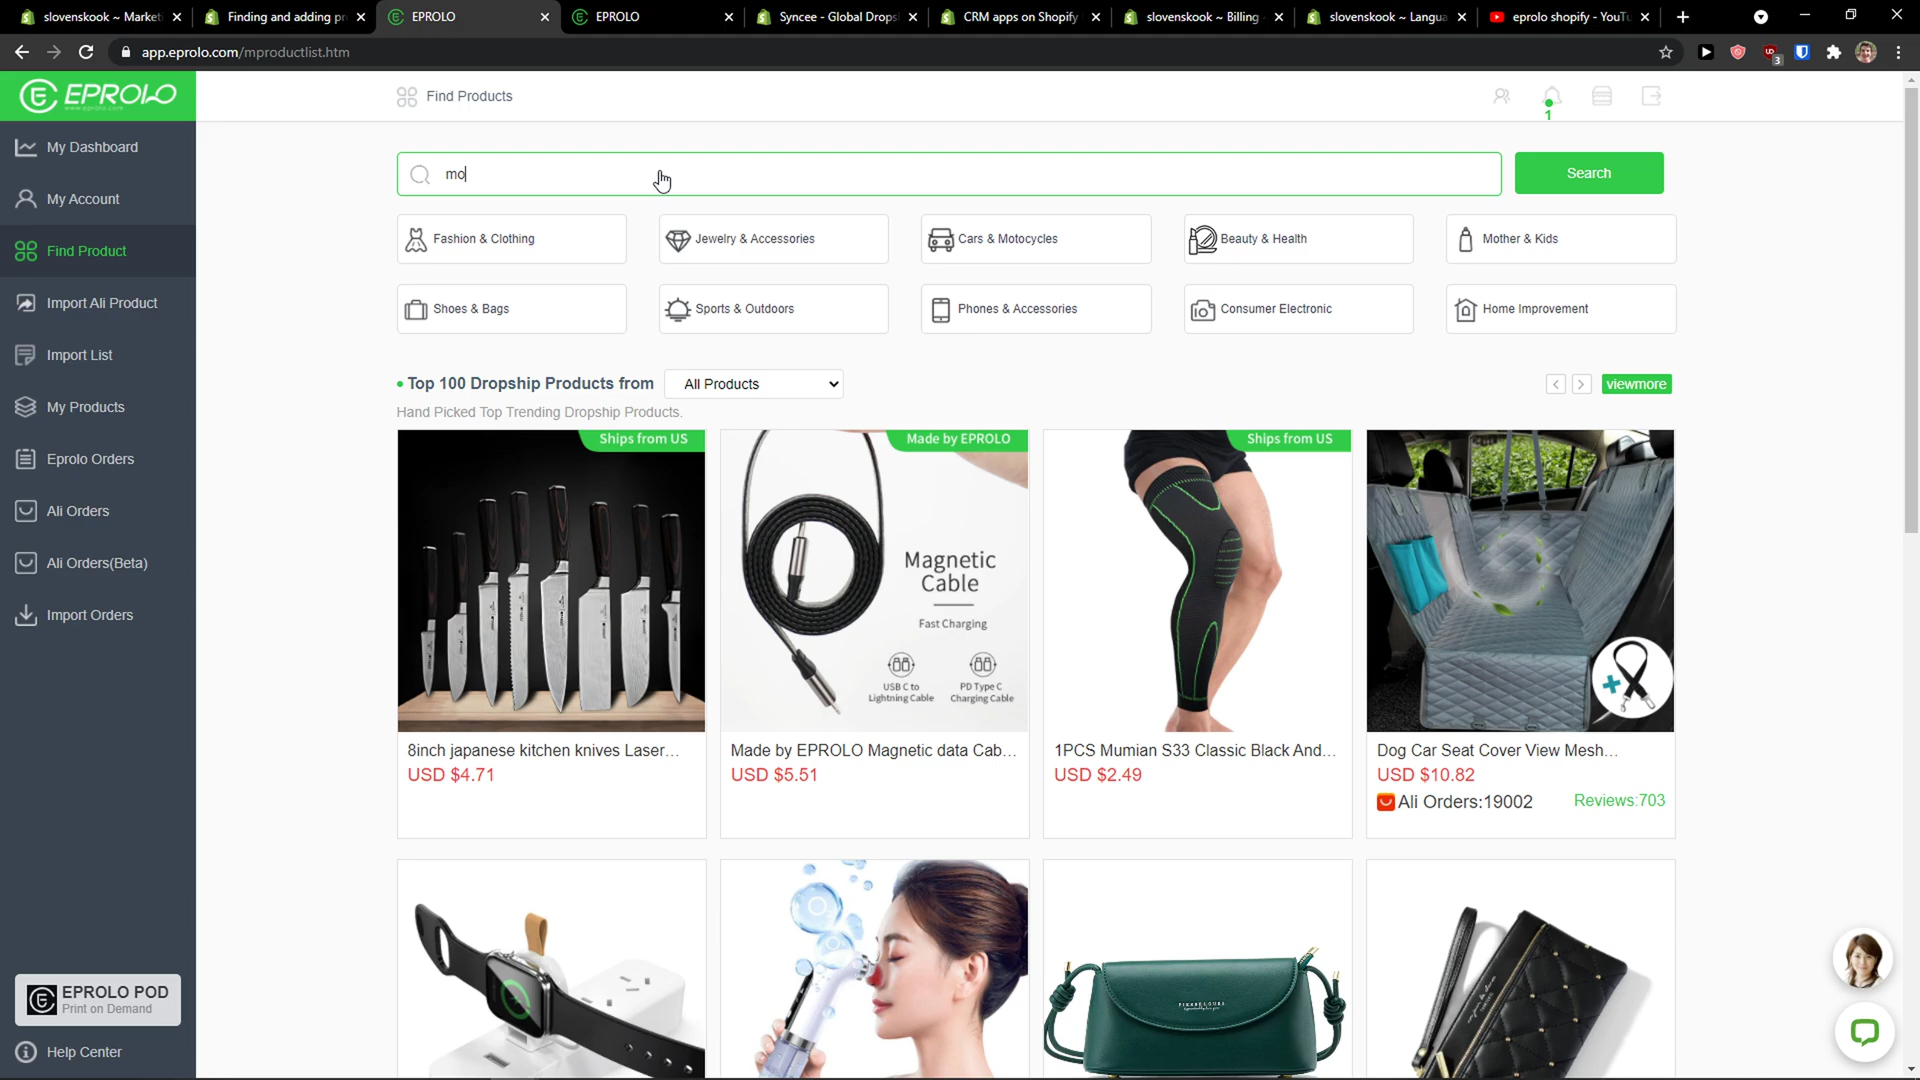 slovenskook ~ Market
Finding and adding pr
EPROLO
EPROLO
Syncee - Global Drops
CRM apps on Shopify
slovenskook ~ Billing
slovenskook ~ Langua
eprolo shopify - YouTu
app.eprolo.com/mproductlist.htm
3
EPROLO
www.eprolo.com
Find Products
1
My Dashboard
My Account
Find Product
Import Ali Product
Import List
My Products
Eprolo Orders
Ali Orders
Ali Orders(Beta)
Import Orders
EPROLO POD
Print on Demand
Help Center
mo
Search
Fashion & Clothing
Jewelry & Accessories
Cars & Motocycles
Beauty & Health
Mother & Kids
Shoes & Bags
Sports & Outdoors
Phones & Accessories
Consumer Electronic
Home Improvement
Top 100 Dropship Products from
All Products
viewmore
Hand Picked Top Trending Dropship Products.
Ships from US
8inch japanese kitchen knives Laser...
USD $4.71
Made by EPROLO
Magnetic
Cable
Fast Charging
USB C to
Lightning Cable
PD Type C
Charging Cable
Made by EPROLO Magnetic data Cab...
USD $5.51
Ships from US
1PCS Mumian S33 Classic Black And...
USD $2.49
Dog Car Seat Cover View Mesh...
USD $10.82
Ali Orders:19002
Reviews:703